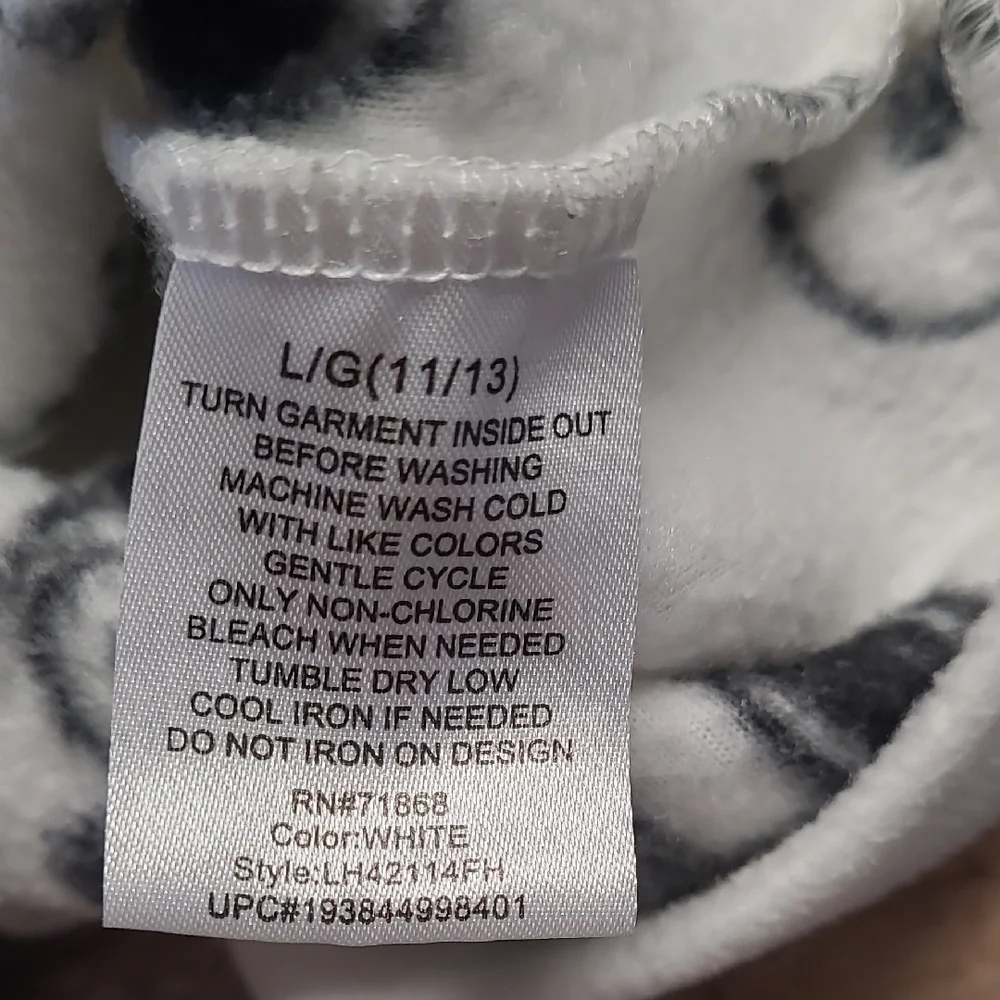 L/G(11/13)
TURN GARMENT INSIDE OUT
BEFORE WASHING
MACHINE WASH COLD
WITH LIKE COLORS
GENTLE CYCLE
ONLY NON-CHLORINE
BLEACH WHEN NEEDED
TUMBLE DRY LOW
COOL IRON IF NEEDED
DO NOT IRON ON DESIGN
RN#71868
Color:WHITE
Style:LH42114FH
UPC#193844998401